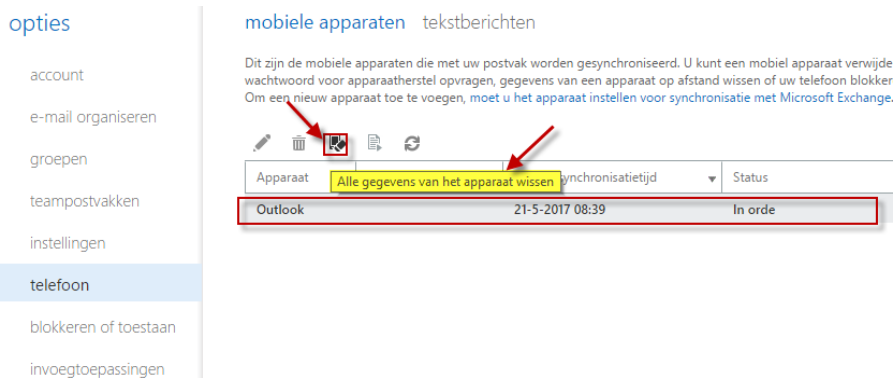 opties
account
e-mail organiseren
groepen
teampostvakken
instellingen
telefoon
blokkeren of toestaan
invoegtoepassingen
mobiele apparaten tekstberichten
Dit zijn de mobiele apparaten die met uw postvak worden gesynchroniseerd. U kunt een mobiel apparaat verwijde
wachtwoord voor apparaatherstel opvragen, gegevens van een apparaat op afstand wissen of uw telefoon blokker
Om een nieuw apparaat toe te voegen, moet u het apparaat instellen voor synchronisatie met Microsoft Exchange.
Apparaat ynchronisatietijd Status
Alle gegevens van het apparaat wissen
Outlook 21-5-2017 08:39 In orde